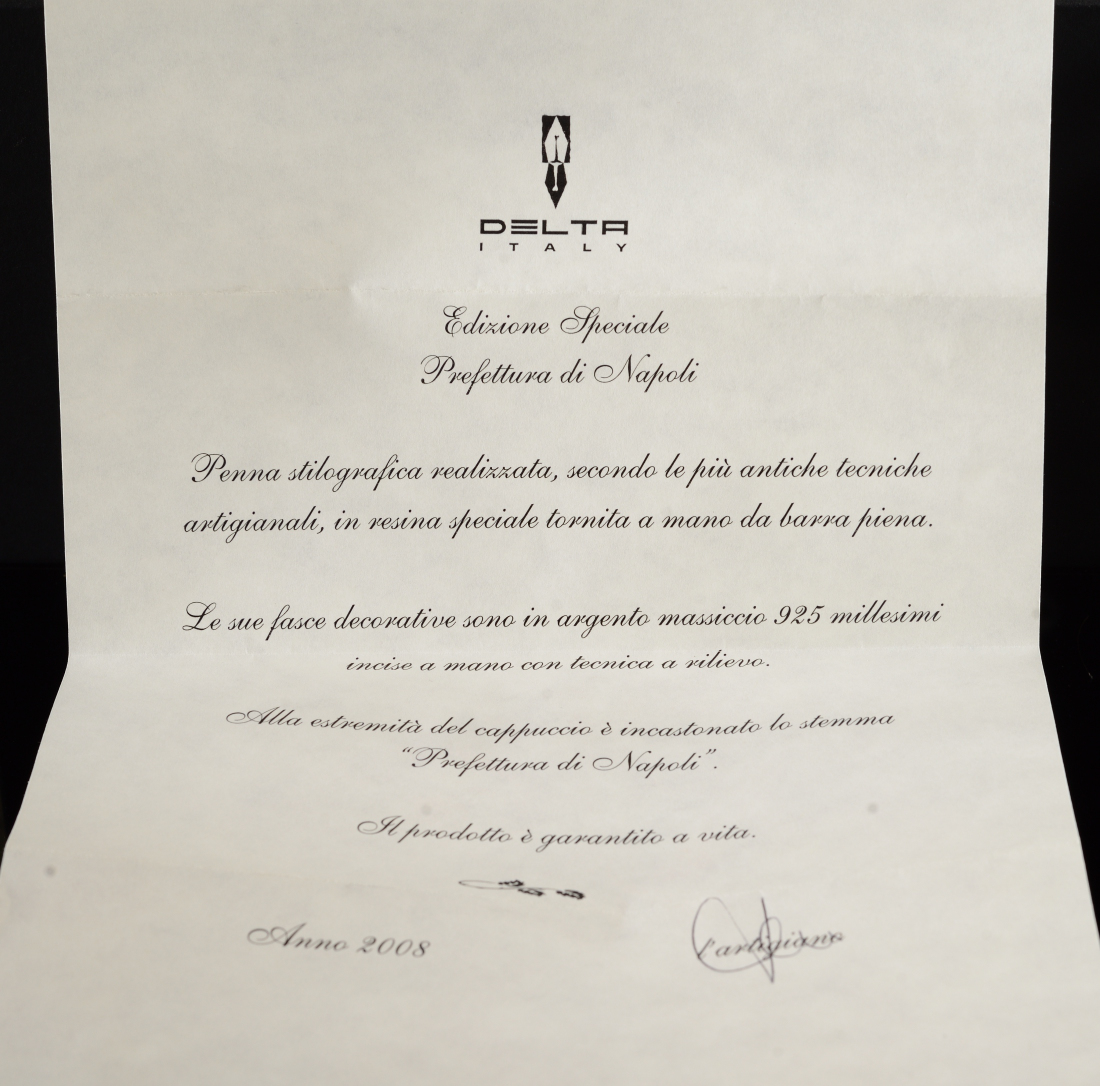 DELTA
ITALY
Edizione Speciale
Prefettura di Napoli
Penna stilografica realizzata, secondo le più antiche tecniche
artigianali, in resina speciale tornita a mano da barra piena.
Le sue fasce decorative sono in argento massiccio 925 millesimi
incise a mano con tecnica a rilievo.
Alla estremità del cappuccio è incastonato lo stemma
“Prefettura di Napoli”.
Il prodotto è garantito a vita.
Anno 2008
l'artigiano